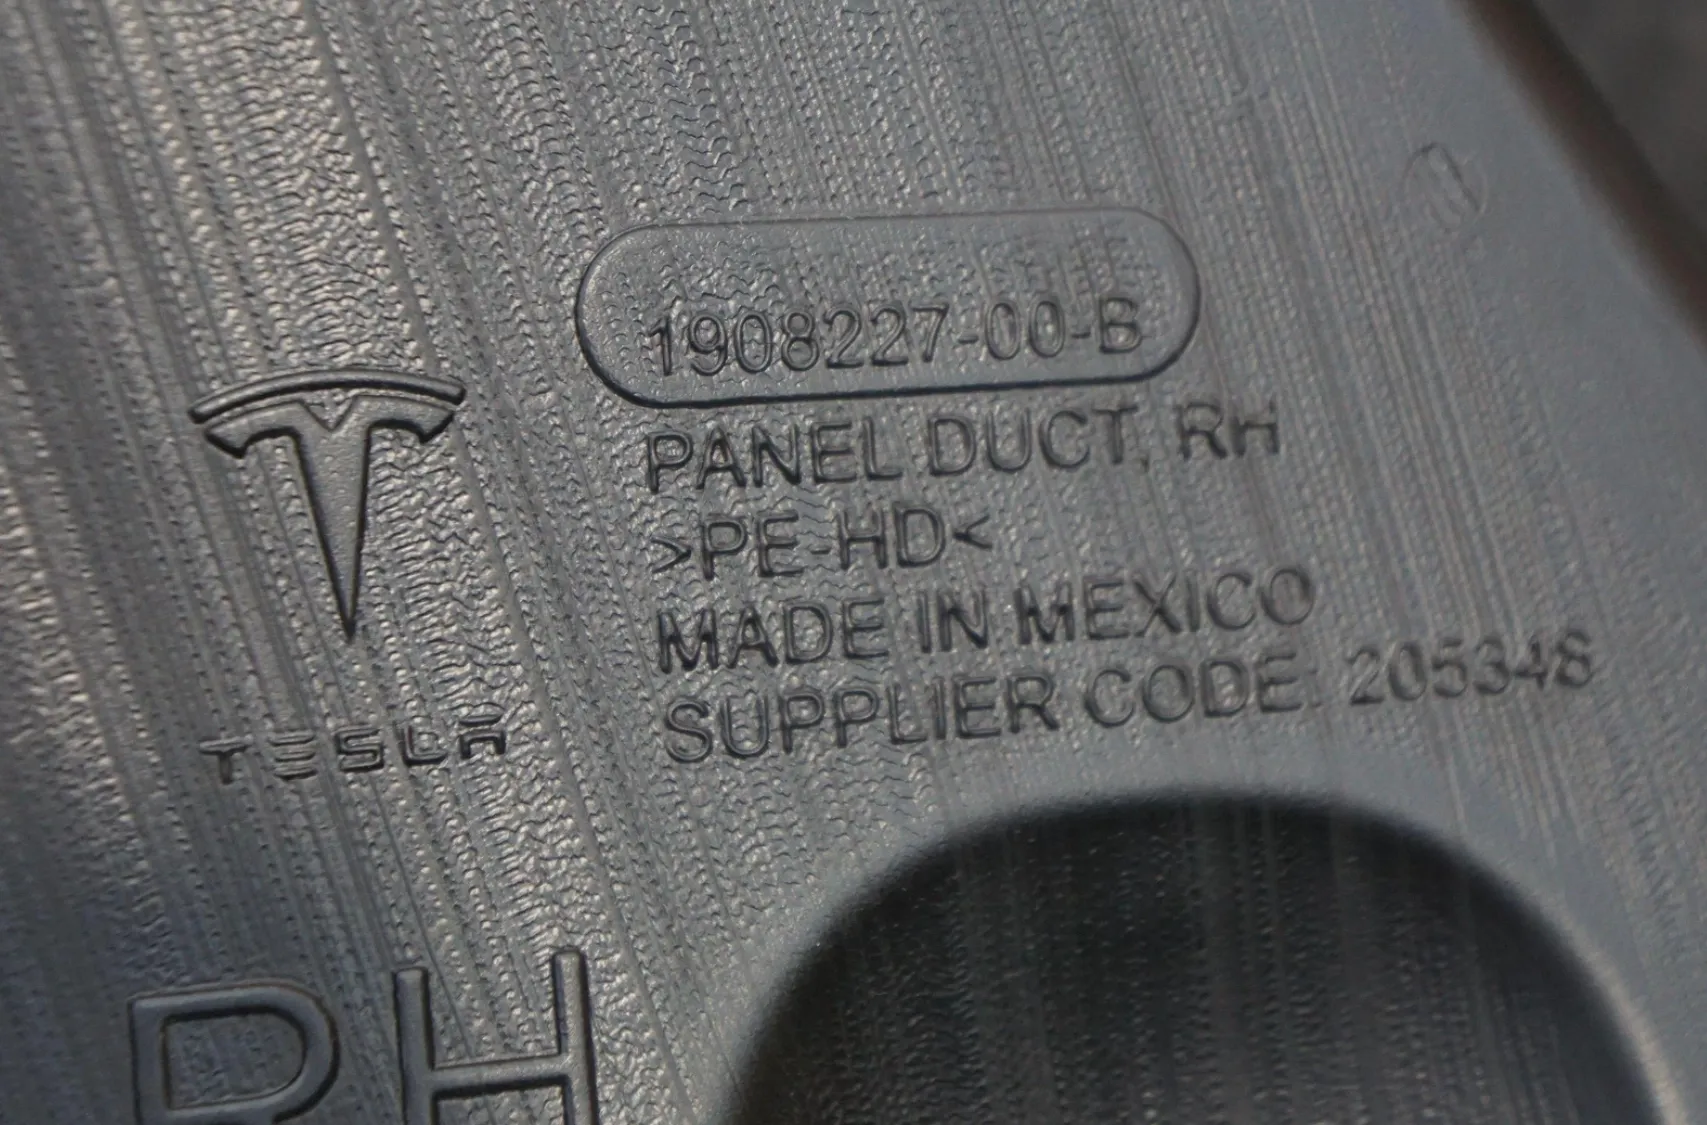 1908227-00-B
PANEL DUCT, RH
>PE-HD<
MADE IN MEXICO
SUPPLIER CODE: 205348
TESLA
RH